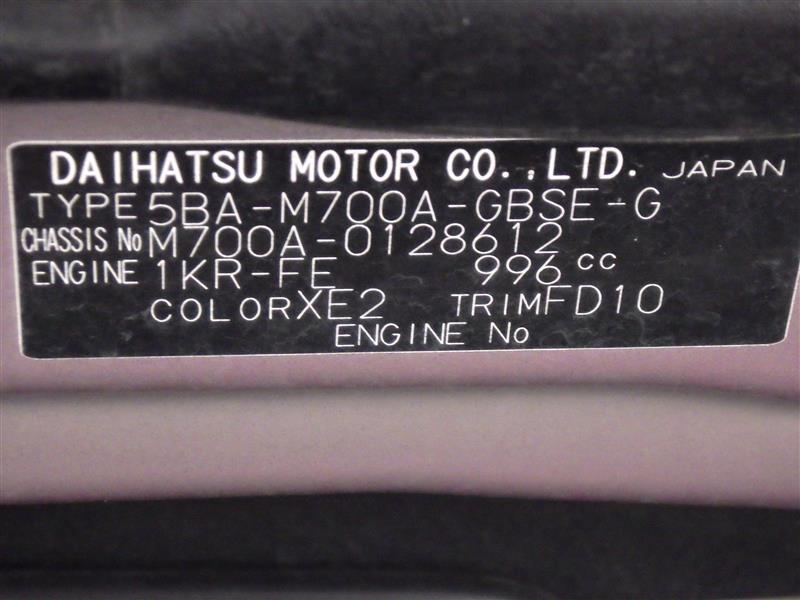 DAIHATSU MOTOR CO.,LTD. JAPAN
TYPE 5BA-M700A-GBSE-G
CHASSIS No M700A-0128612
ENGINE 1KR-FE 996 CC
COLOR XE2 TRIM FD10
ENGINE No